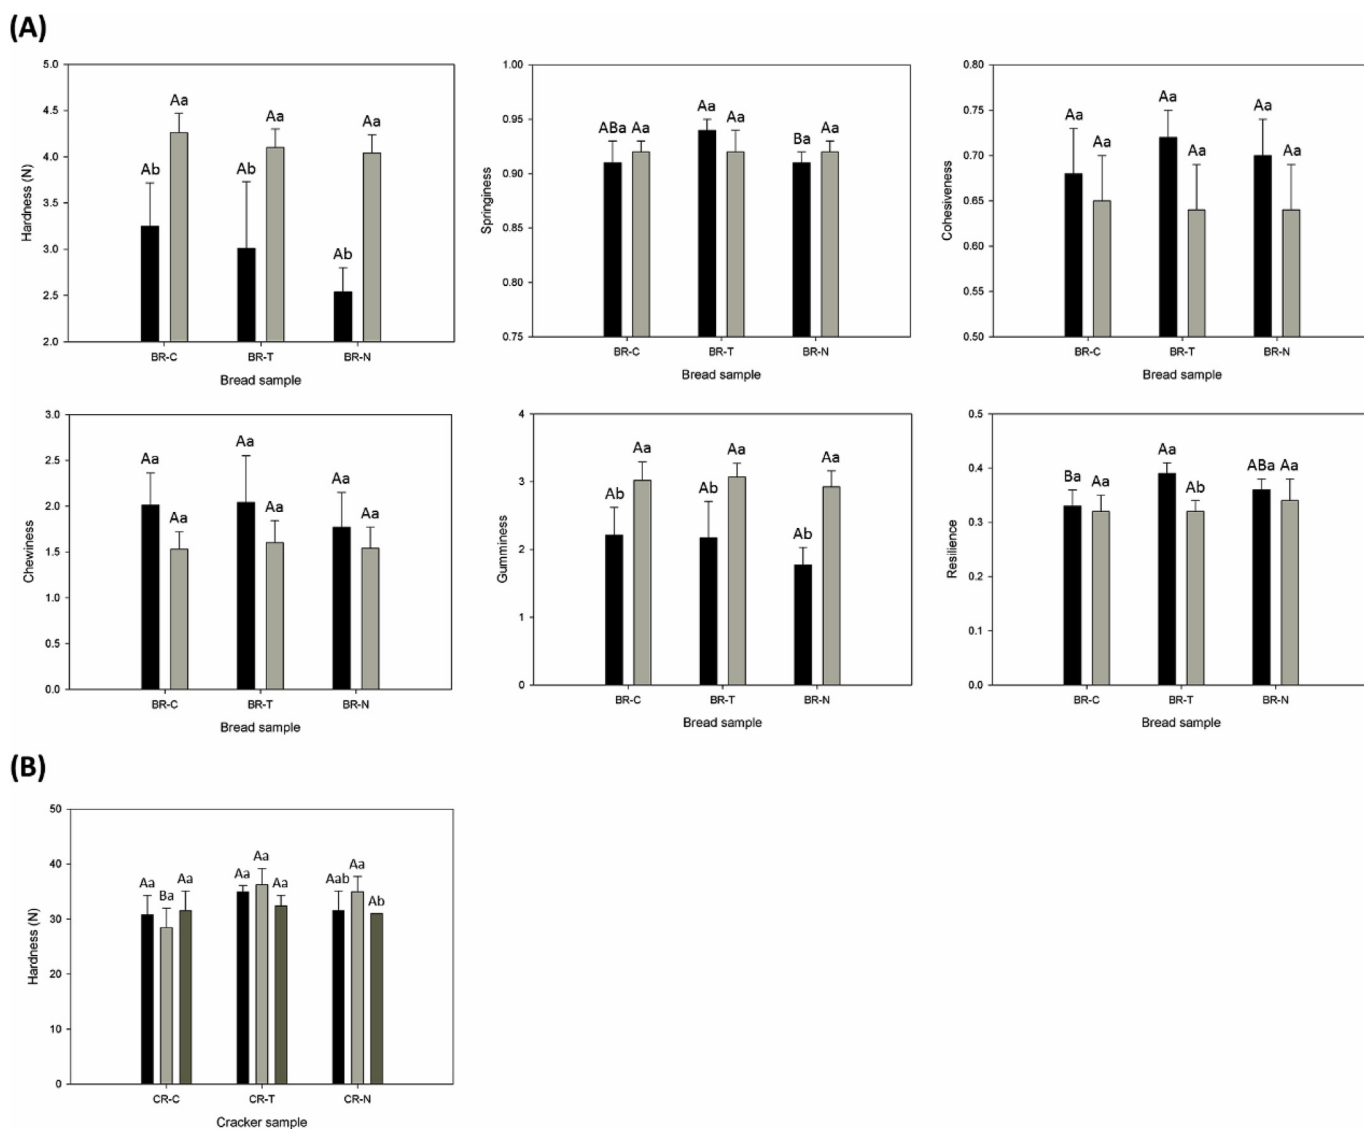 (A)
Hardness (N)
5.0
4.5
4.0
3.5
3.0
2.5
2.0
Ab Aa
Ab Aa
Ab Aa
BR-C BR-T BR-N
Bread sample
Springiness
1.00
0.95
0.90
0.85
0.80
0.75
ABa Aa
Aa Aa
Ba Aa
BR-C BR-T BR-N
Bread sample
Cohesiveness
0.80
0.75
0.70
0.65
0.60
0.55
0.50
Aa Aa
Aa Aa
Aa Aa
BR-C BR-T BR-N
Bread sample
Chewiness
3.0
2.5
2.0
1.5
1.0
0.5
0.0
Aa Aa
Aa Aa
Aa Aa
BR-C BR-T BR-N
Bread sample
Gumminess
4
3
2
1
0
Ab Aa
Ab Aa
Ab Aa
BR-C BR-T BR-N
Bread sample
Resilience
0.5
0.4
0.3
0.2
0.1
0.0
Ba Aa
Aa Ab
ABa Aa
BR-C BR-T BR-N
Bread sample
(B)
Hardness (N)
50
40
30
20
10
0
Aa Ba Aa
Aa Aa Aa
Aab Aa Ab
CR-C CR-T CR-N
Cracker sample